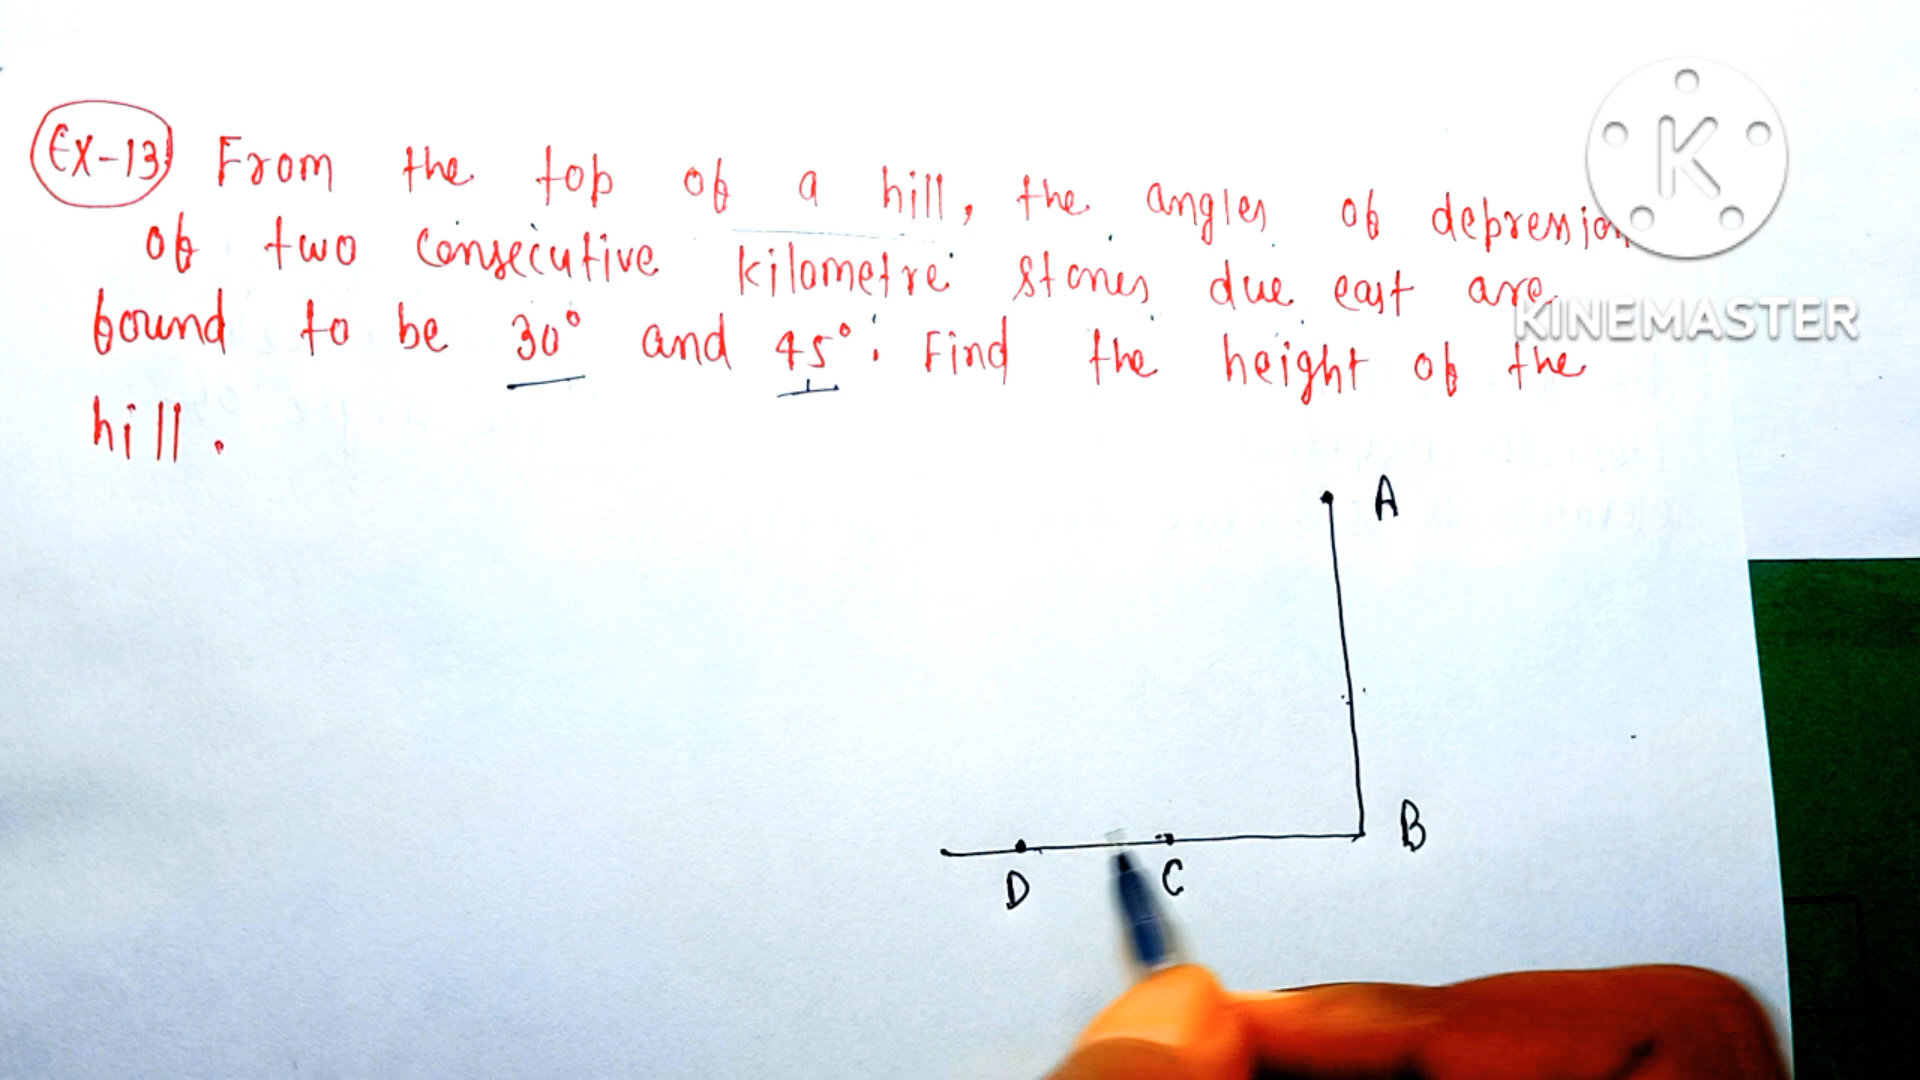 Ex-13 From the top of a hill, the angles of depression
of two consecutive kilometre stones due east are
found to be 30° and 45°. Find the height of the
hill.
K
KINEMASTER
A
B
D C